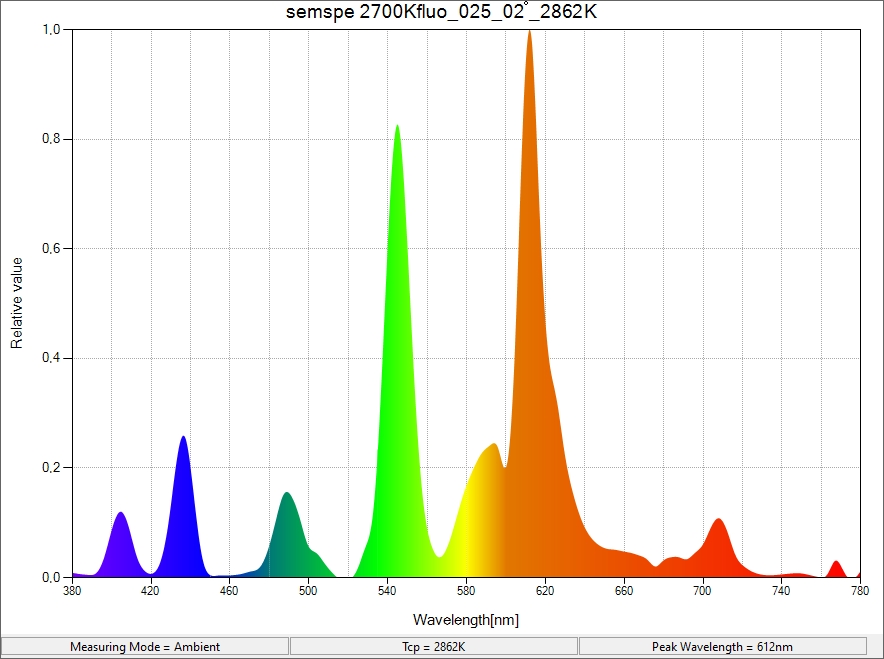 semspe 2700Kfluo_025_02°_2862K
1,0
0,8
0,6
0,4
0,2
0,0
Relative value
380 420 460 500 540 580 620 660 700 740 780
Wavelength[nm]
Measuring Mode = Ambient Tcp = 2862K Peak Wavelength = 612nm